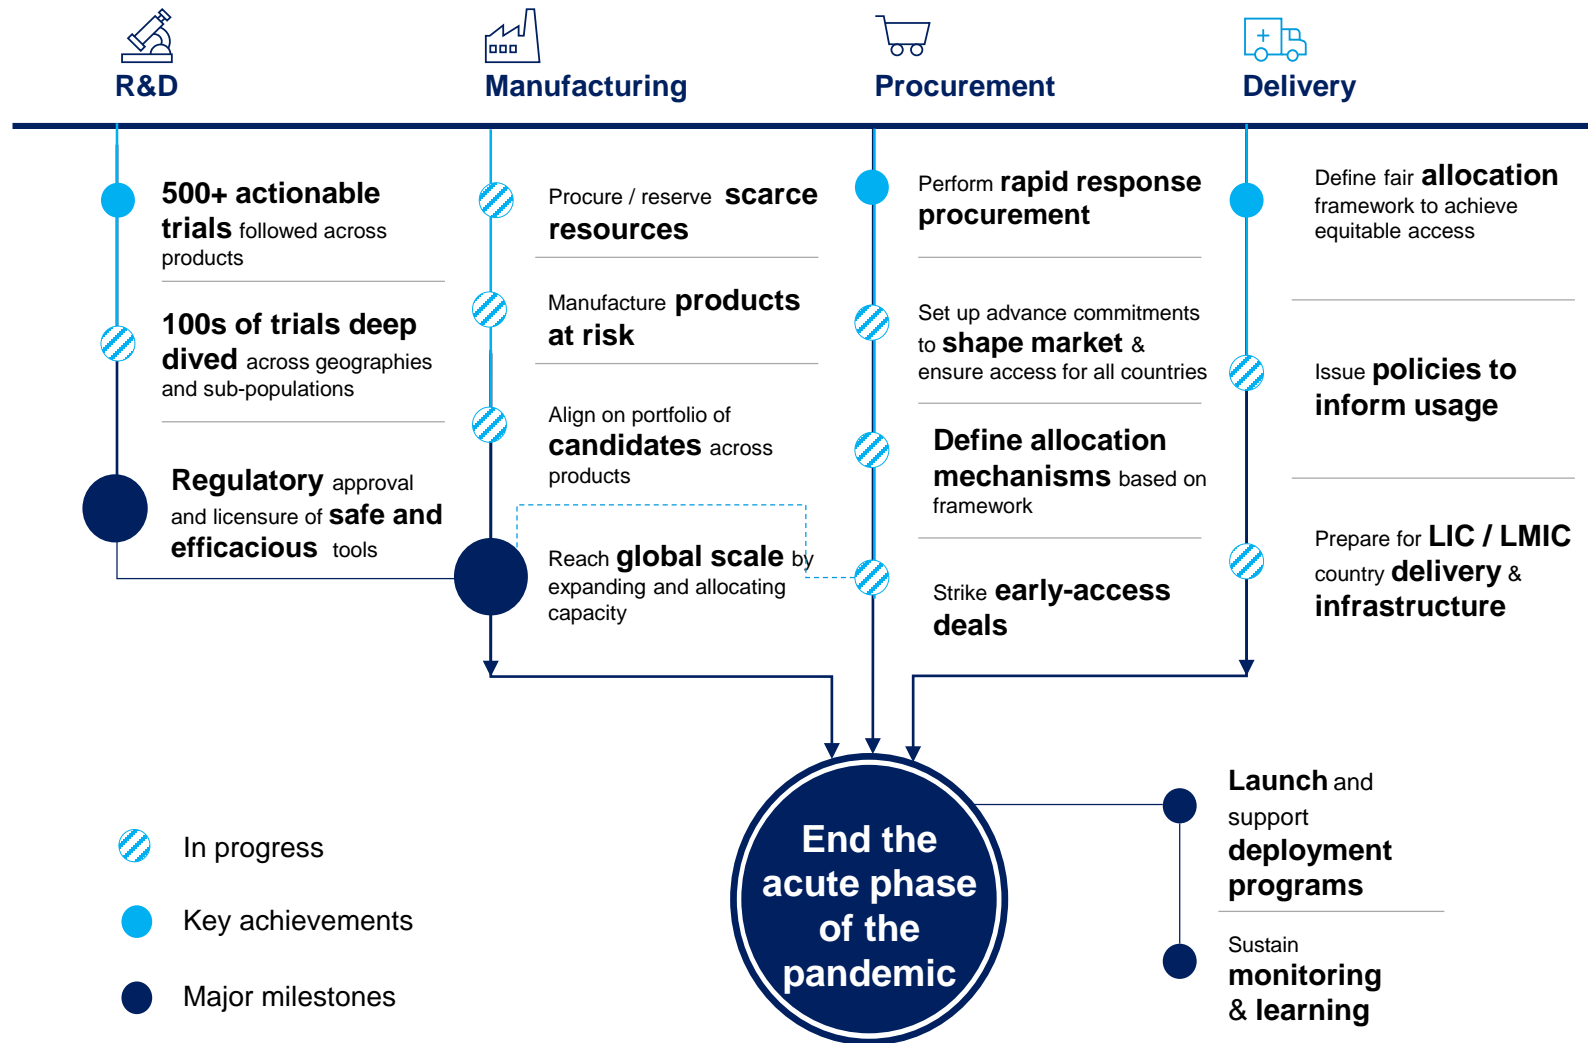 R&D
Manufacturing
Procurement
Delivery
500+ actionable
trials followed across
products
100s of trials deep
dived across geographies
and sub-populations
Regulatory approval
and licensure of safe and
efficacious tools
Procure / reserve scarce
resources
Manufacture products
at risk
Align on portfolio of
candidates across
products
Reach global scale by
expanding and allocating
capacity
Perform rapid response
procurement
Set up advance commitments
to shape market &
ensure access for all countries
Define allocation
mechanisms based on
framework
Strike early-access
deals
Define fair allocation
framework to achieve
equitable access
Issue policies to
inform usage
Prepare for LIC / LMIC
country delivery &
infrastructure
End the
acute phase
of the
pandemic
Launch and
support
deployment
programs
Sustain
monitoring
& learning
In progress
Key achievements
Major milestones